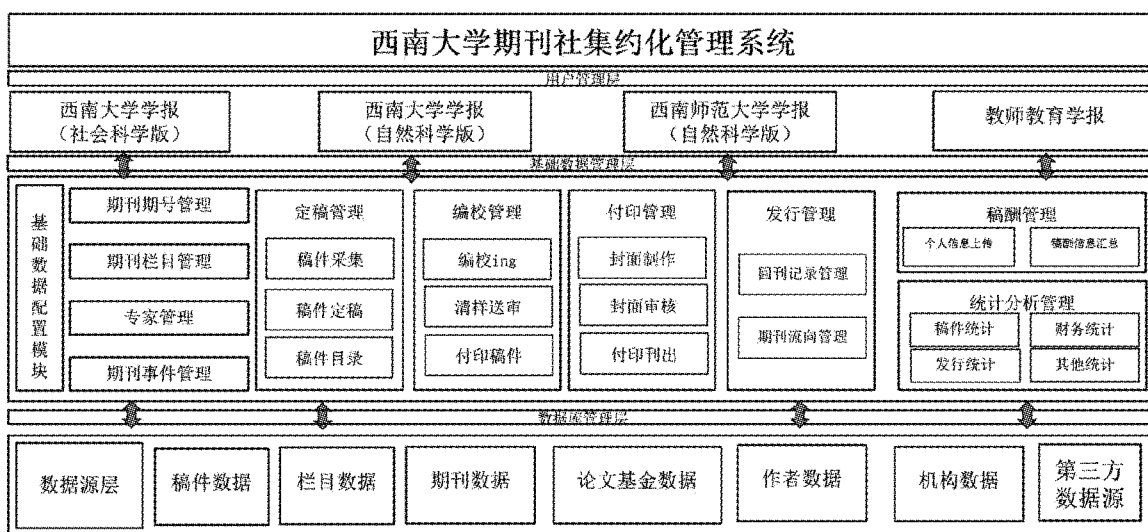 西南大学期刊社集约化管理系统
用户管理层
西南大学学报
（社会科学版）
西南大学学报
（自然科学版）
西南师范大学学报
（自然科学版）
教师教育学报
基础数据管理层
基础数据配置模块
期刊期号管理
期刊栏目管理
专家管理
期刊事件管理
定稿管理
稿件采集
稿件定稿
稿件目录
编校管理
编校ing
清样送审
付印稿件
付印管理
封面制作
封面审核
付印刊出
发行管理
回刊记录管理
期刊流向管理
稿酬管理
个人信息上传
稿酬信息汇总
统计分析管理
稿件统计
财务统计
发行统计
其他统计
数据库管理层
数据源层
稿件数据
栏目数据
期刊数据
论文基金数据
作者数据
机构数据
第三方
数据源